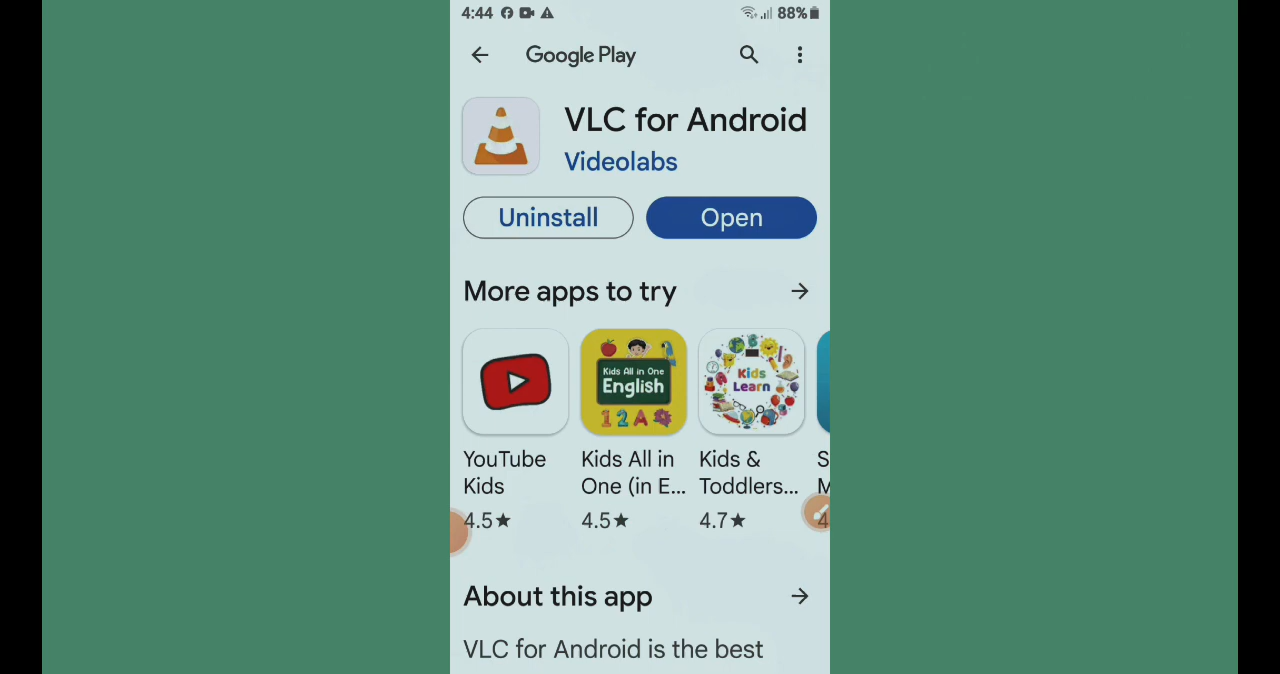 4:44 88%
Google Play
VLC for Android
Videolabs
Uninstall Open
More apps to try
Kids All in One
English
1 2 A
Kids
Learn
YouTube
Kids
4.5★
Kids All in
One (in E...
4.5★
Kids &
Toddlers...
4.7★
S
M
4
About this app
VLC for Android is the best